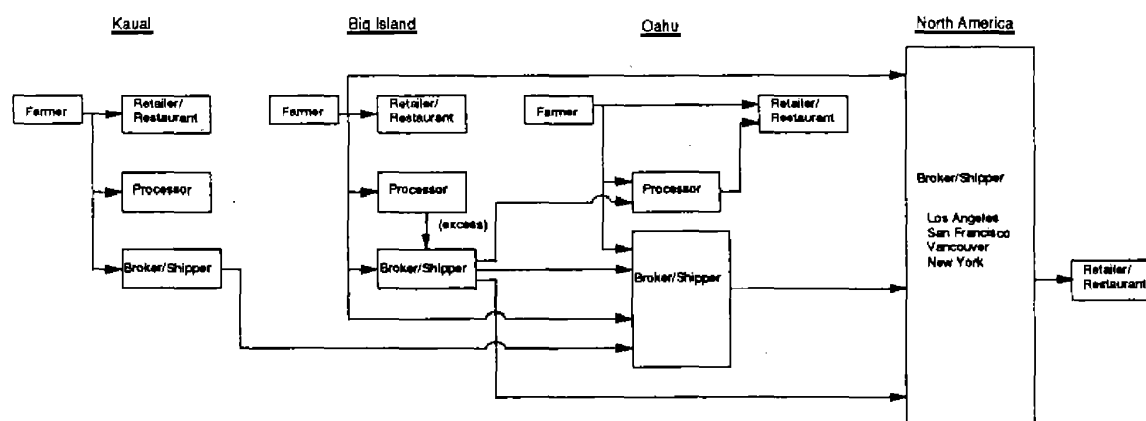 Kaual
Big Island
Oahu
North America
Farmer
Retailer/
Restaurant
Processor
Broker/Shipper
Farmer
Retailer/
Restaurant
Processor
(excess)
Broker/Shipper
Farmer
Retailer/
Restaurant
Processor
Broker/Shipper
Broker/Shipper
Los Angeles
San Francisco
Vancouver
New York
Retailer/
Restaurant